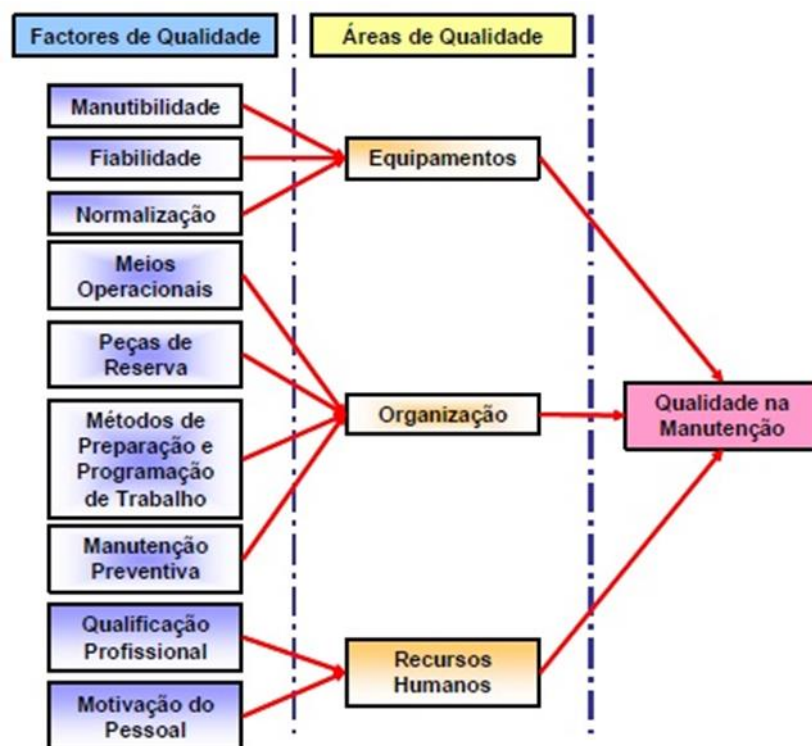 Factores de Qualidade
Áreas de Qualidade
Manutibilidade
Fiabilidade
Equipamentos
Normalização
Meios
Operacionais
Peças de
Reserva
Métodos de
Preparação e
Programação
de Trabalho
Organização
Qualidade na
Manutenção
Manutenção
Preventiva
Qualificação
Profissional
Recursos
Humanos
Motivação do
Pessoal